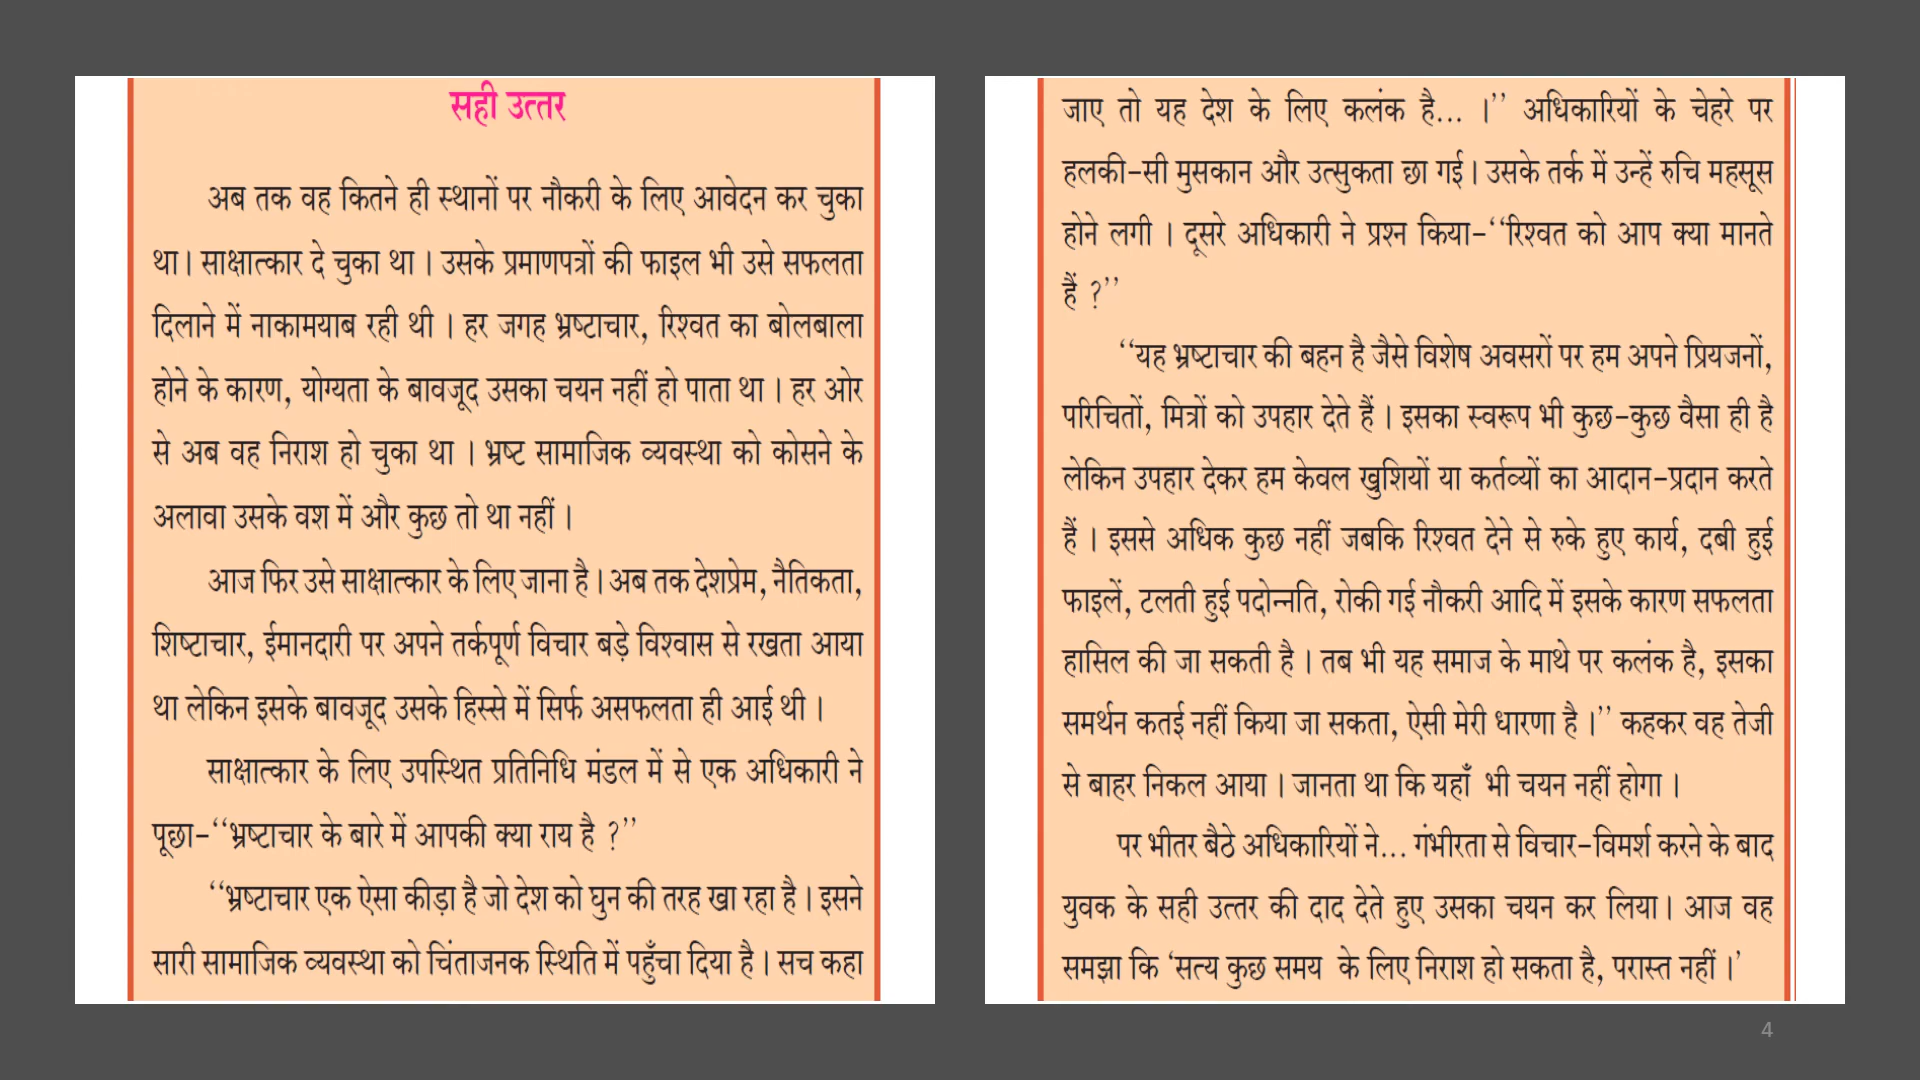 सही उत्तर
अब तक वह कितने ही स्थानों पर नौकरी के लिए आवेदन कर चुका
था। साक्षात्कार दे चुका था। उसके प्रमाणपत्रों की फाइल भी उसे सफलता
दिलाने में नाकामयाब रही थी । हर जगह भ्रष्टाचार, रिश्वत का बोलबाला
होने के कारण, योग्यता के बावजूद उसका चयन नहीं हो पाता था । हर ओर
से अब वह निराश हो चुका था । भ्रष्ट सामाजिक व्यवस्था को कोसने के
अलावा उसके वश में और कुछ तो था नहीं ।
आज फिर उसे साक्षात्कार के लिए जाना है। अब तक देशप्रेम, नैतिकता,
शिष्टाचार, ईमानदारी पर अपने तर्कपूर्ण विचार बड़े विश्वास से रखता आया
था लेकिन इसके बावजूद उसके हिस्से में सिर्फ असफलता ही आई थी ।
साक्षात्कार के लिए उपस्थित प्रतिनिधि मंडल में से एक अधिकारी ने
पूछा-‘‘भ्रष्टाचार के बारे में आपकी क्या राय है ?’’
‘‘भ्रष्टाचार एक ऐसा कीड़ा है जो देश को घुन की तरह खा रहा है। इसने
सारी सामाजिक व्यवस्था को चिंताजनक स्थिति में पहुँचा दिया है। सच कहा
जाए तो यह देश के लिए कलंक है... ।’’ अधिकारियों के चेहरे पर
हलकी-सी मुसकान और उत्सुकता छा गई। उसके तर्क में उन्हें रुचि महसूस
होने लगी । दूसरे अधिकारी ने प्रश्न किया-‘‘रिश्वत को आप क्या मानते
हैं ?’’
‘‘यह भ्रष्टाचार की बहन है जैसे विशेष अवसरों पर हम अपने प्रियजनों,
परिचितों, मित्रों को उपहार देते हैं । इसका स्वरूप भी कुछ-कुछ वैसा ही है
लेकिन उपहार देकर हम केवल खुशियों या कर्तव्यों का आदान-प्रदान करते
हैं । इससे अधिक कुछ नहीं जबकि रिश्वत देने से रुके हुए कार्य, दबी हुई
फाइलें, टलती हुई पदोन्नति, रोकी गई नौकरी आदि में इसके कारण सफलता
हासिल की जा सकती है । तब भी यह समाज के माथे पर कलंक है, इसका
समर्थन कतई नहीं किया जा सकता, ऐसी मेरी धारणा है ।’’ कहकर वह तेजी
से बाहर निकल आया । जानता था कि यहाँ भी चयन नहीं होगा ।
पर भीतर बैठे अधिकारियों ने... गंभीरता से विचार-विमर्श करने के बाद
युवक के सही उत्तर की दाद देते हुए उसका चयन कर लिया। आज वह
समझा कि ‘सत्य कुछ समय के लिए निराश हो सकता है, परास्त नहीं ।’
4